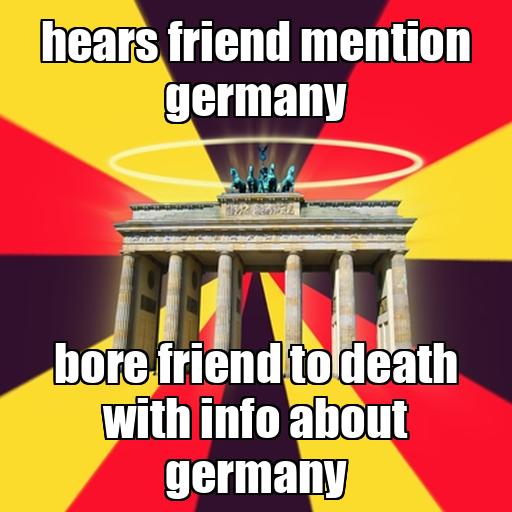 hears friend mention
germany
bore friend to death
with info about
germany